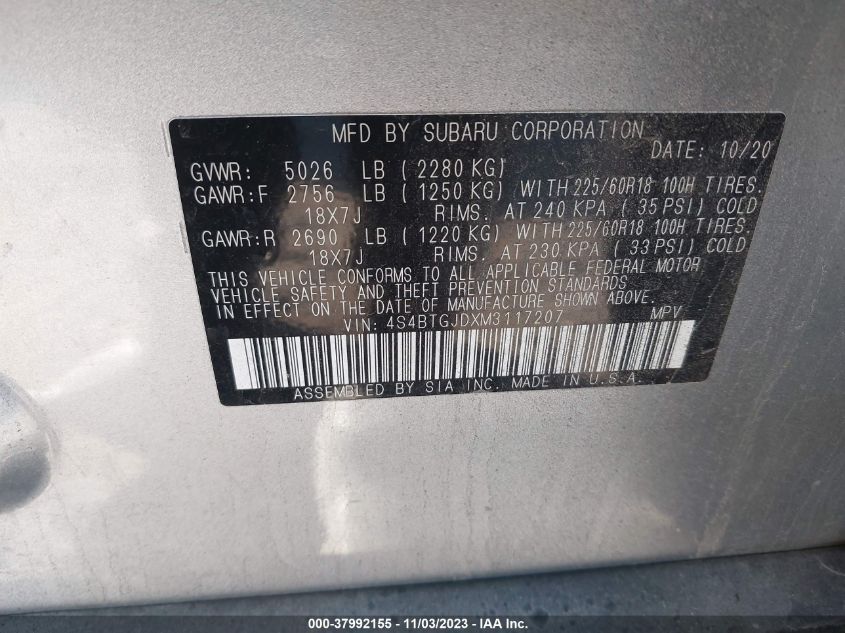 MFD BY SUBARU CORPORATION
DATE: 10/20
GVWR: 5026 LB ( 2280 KG)
GAWR:F 2756 LB ( 1250 KG) WITH 225/60R18 100H TIRES.
18X7J RIMS. AT 240 KPA ( 35 PSI) COLD
GAWR:R 2690 LB ( 1220 KG) WITH 225/60R18 100H TIRES.
18X7J RIMS. AT 230 KPA ( 33 PSI) COLD
THIS VEHICLE CONFORMS TO ALL APPLICABLE FEDERAL MOTOR
VEHICLE SAFETY AND THEFT PREVENTION STANDARDS
IN EFFECT ON THE DATE OF MANUFACTURE SHOWN ABOVE.
VIN: 4S4BTGJDXM3117207 MPV
ASSEMBLED BY SIA INC. MADE IN U.S.A.
000-37992155 - 11/03/2023 - IAA Inc.